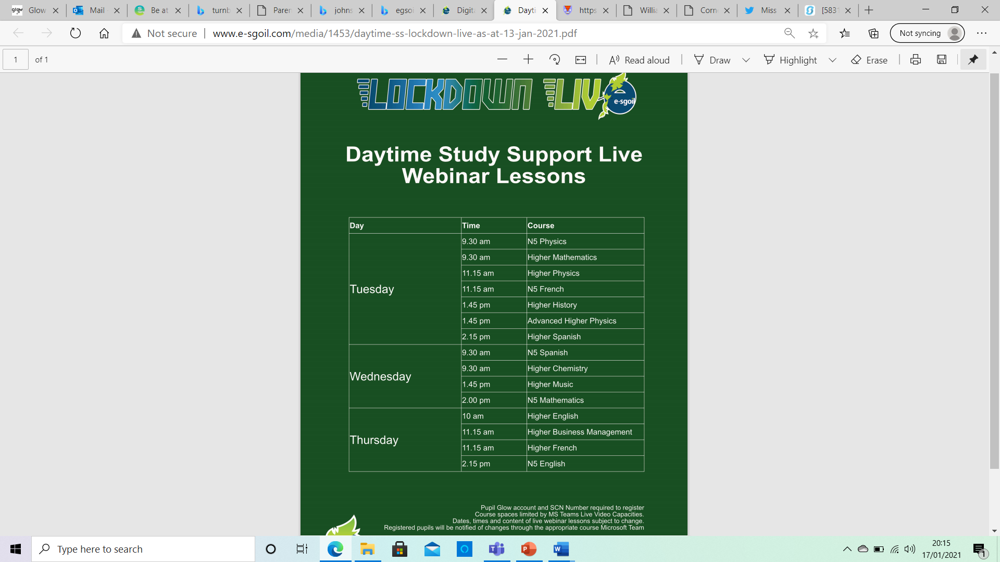 glow Glow
Mail
Be at
turnb
Paren
johns
egsoi
Digita
Dayti
https
Willia
Corn
Miss
[5831
Not secure www.e-sgoil.com/media/1453/daytime-ss-lockdown-live-as-at-13-jan-2021.pdf
Not syncing
1 of 1
Read aloud Draw Highlight Erase
LOCKDOWN LIVe
e-sgoil
Daytime Study Support Live
Webinar Lessons
Day Time Course
Tuesday
9.30 am N5 Physics
9.30 am Higher Mathematics
11.15 am Higher Physics
11.15 am N5 French
1.45 pm Higher History
1.45 pm Advanced Higher Physics
2.15 pm Higher Spanish
Wednesday
9.30 am N5 Spanish
9.30 am Higher Chemistry
1.45 pm Higher Music
2.00 pm N5 Mathematics
Thursday
10 am Higher English
11.15 am Higher Business Management
11.15 am Higher French
2.15 pm N5 English
Pupil Glow account and SCN Number required to register
Course spaces limited by MS Teams Live Video Capacities.
Dates, times and content of live webinar lessons subject to change.
Registered pupils will be notified of changes through the appropriate course Microsoft Team
Type here to search
20:15
17/01/2021
1